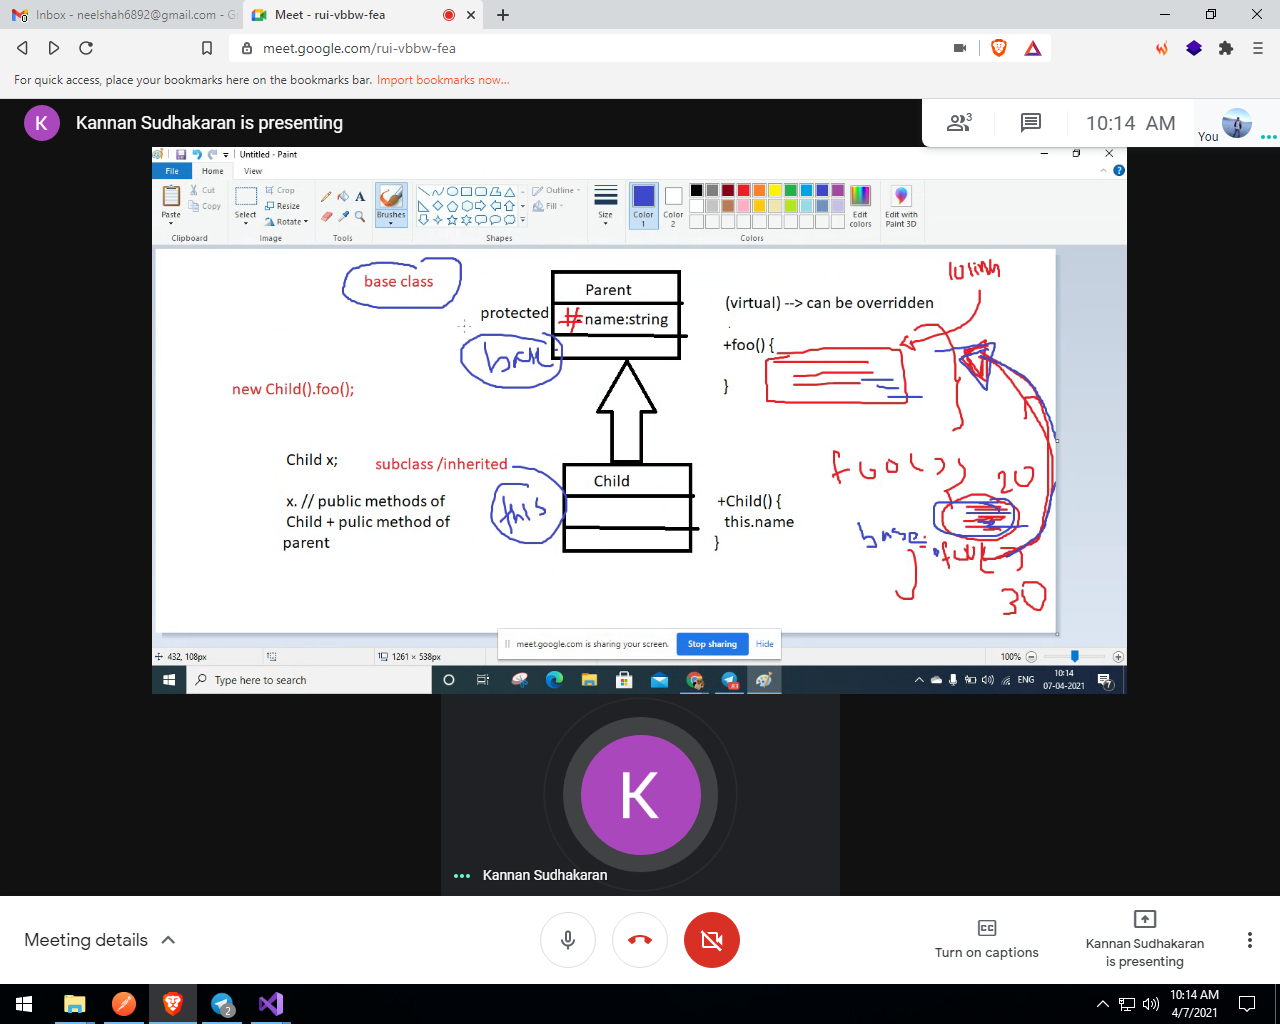 Inbox - neelshah6892@gmail.com - G
Meet - rui-vbbw-fea
meet.google.com/rui-vbbw-fea
For quick access, place your bookmarks here on the bookmarks bar. Import bookmarks now...
K
Kannan Sudhakaran is presenting
3
10:14 AM
You
Untitled - Paint
File
Home
View
Paste
Cut
Copy
Clipboard
Select
Crop
Resize
Rotate
Image
Tools
Brushes
Shapes
Outline
Fill
Size
Color 1
Color 2
Colors
Edit colors
Edit with Paint 3D
base class
Parent
protected
# name:string
base
(virtual) --> can be overridden
+foo() {
}
10 lines
new Child().foo();
Child x;
subclass /inherited
Child
x. // public methods of
Child + pulic method of
parent
this
+Child() {
this.name
}
foo()
20
base.foo()
}
30
meet.google.com is sharing your screen.
Stop sharing
Hide
432, 108px
1261 × 538px
100%
Type here to search
83
ENG
10:14
07-04-2021
7
K
Kannan Sudhakaran
Meeting details
Turn on captions
Kannan Sudhakaran
is presenting
2
10:14 AM
4/7/2021